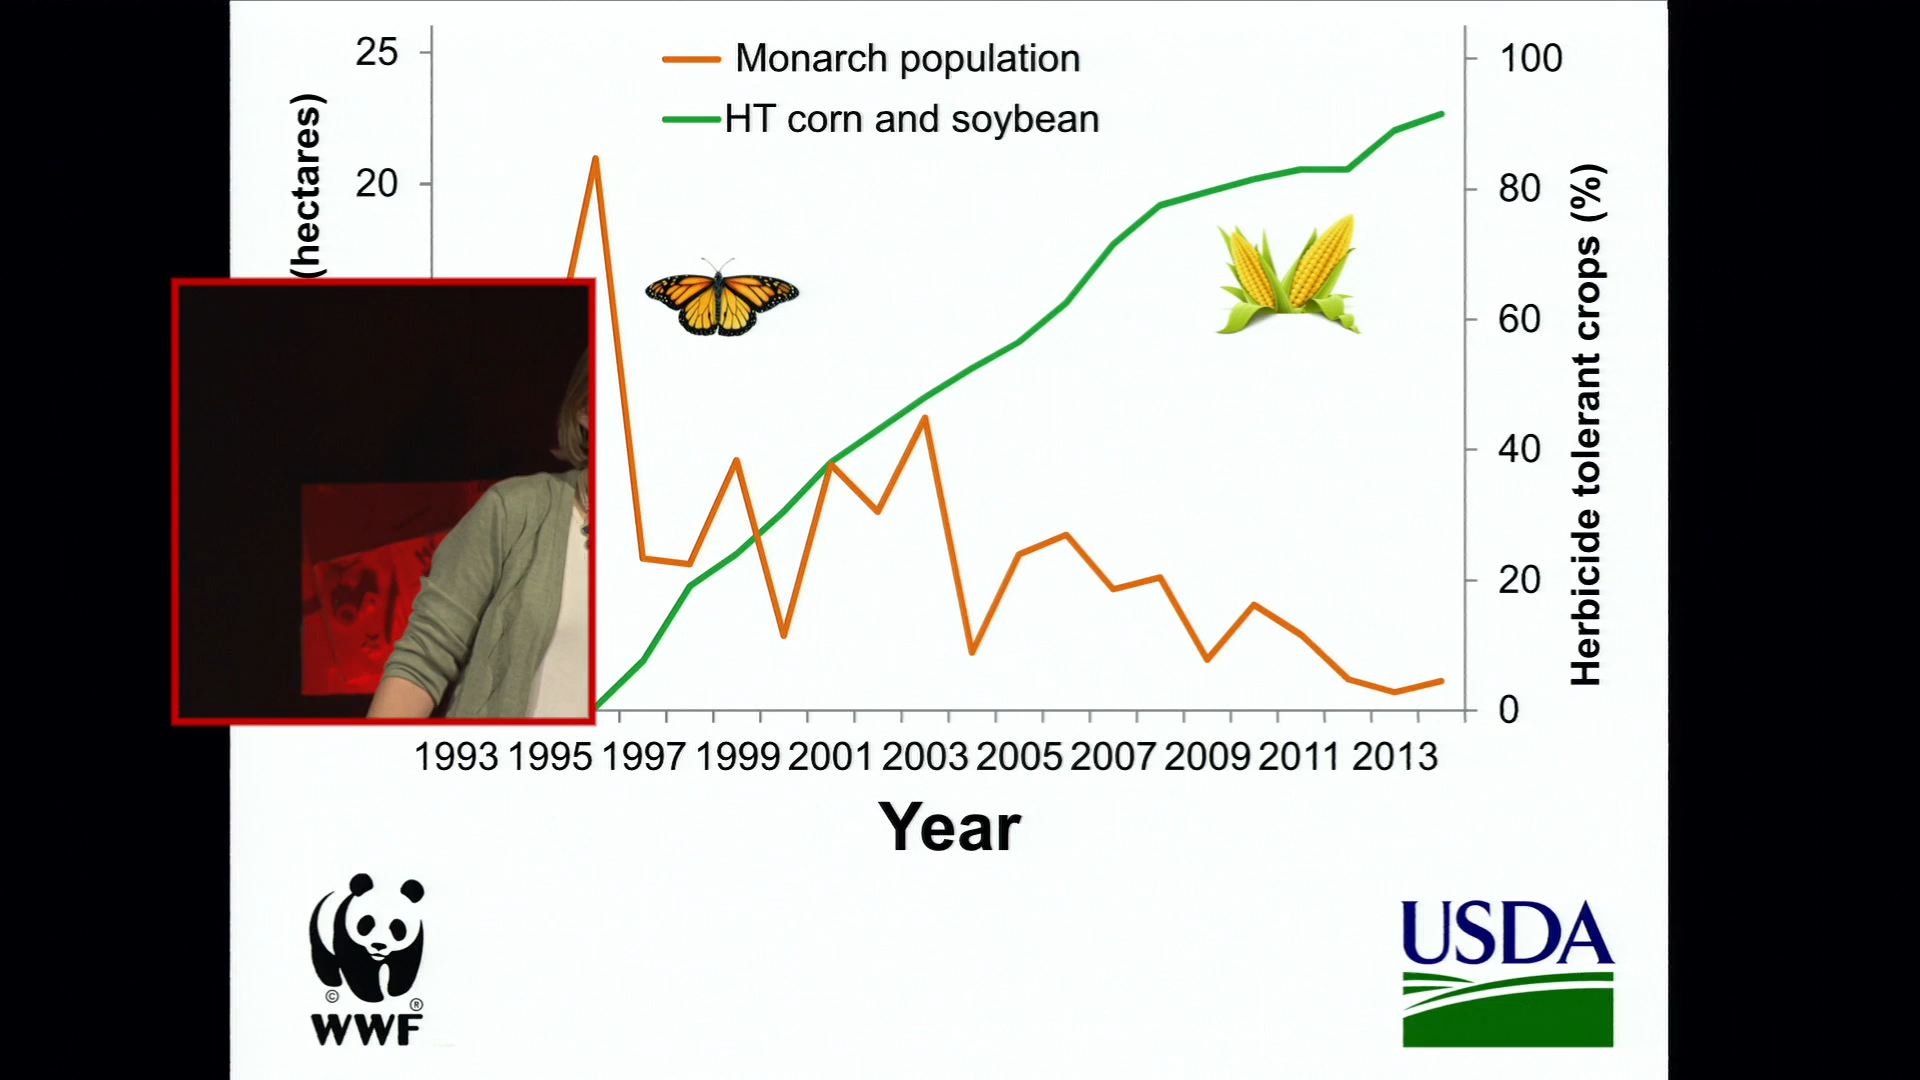 Monarch population
HT corn and soybean
(hectares)
25
20
100
80
60
40
20
0
Herbicide tolerant crops (%)
1993 1995 1997 1999 2001 2003 2005 2007 2009 2011 2013
Year
© ®
WWF
USDA